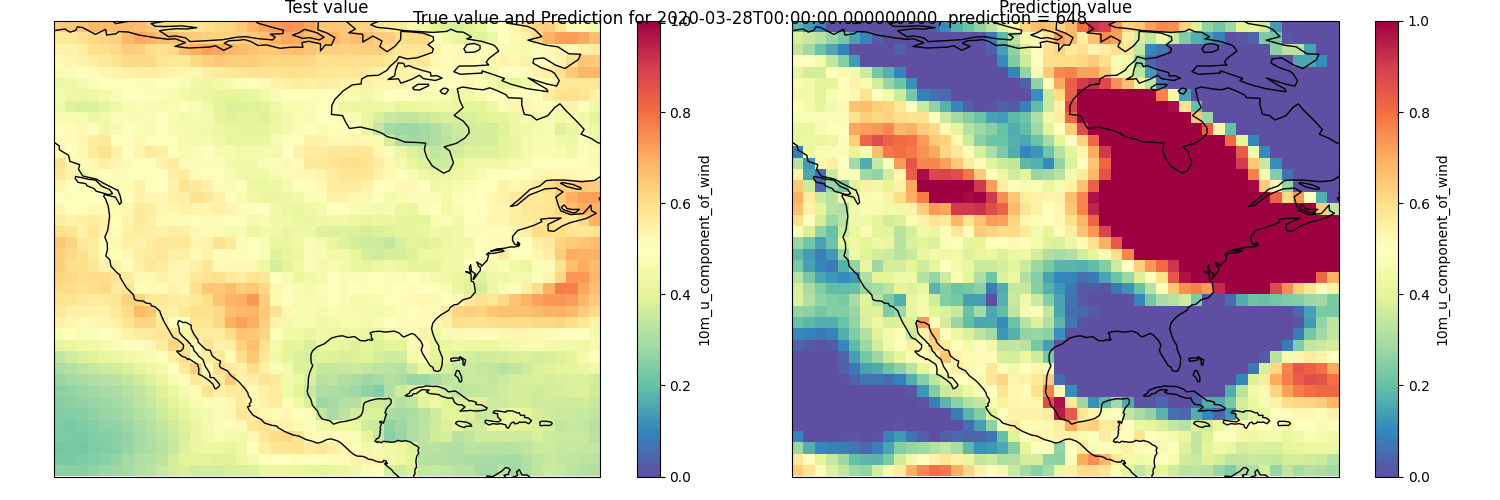 Test value
Prediction value
True value and Prediction for 2020-03-28T00:00:00.000000000, prediction = 648
1.0
0.8
0.6
0.4
0.2
0.0
10m_u_component_of_wind
1.0
0.8
0.6
0.4
0.2
0.0
10m_u_component_of_wind